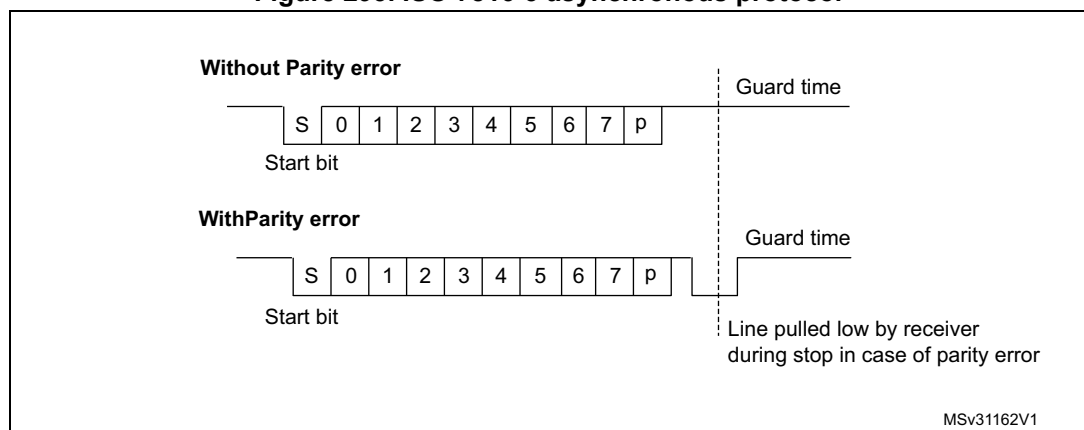 Without Parity error
Guard time
S 0 1 2 3 4 5 6 7 p
Start bit
WithParity error
Guard time
S 0 1 2 3 4 5 6 7 p
Start bit
Line pulled low by receiver
during stop in case of parity error
MSv31162V1